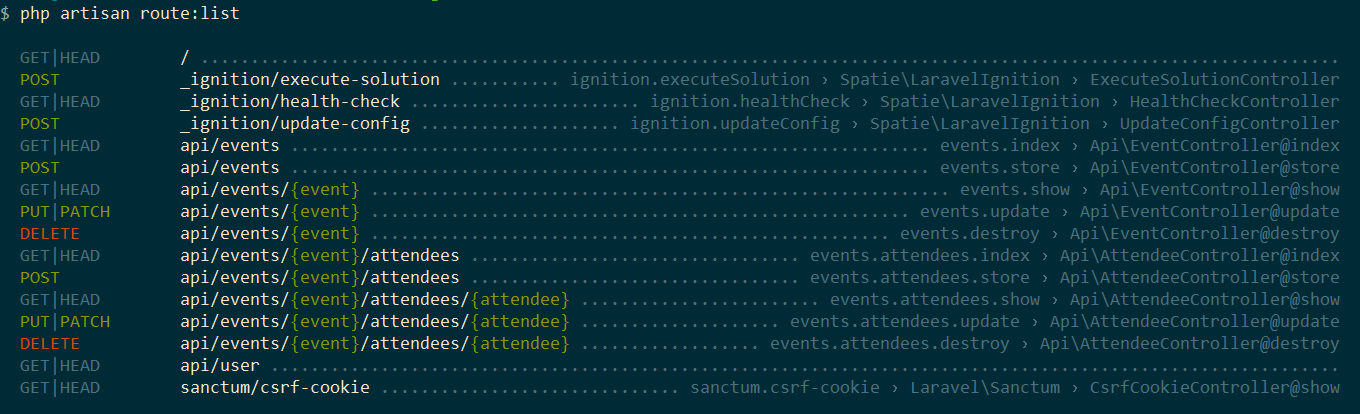 $ php artisan route:list
GET|HEAD / ..................................................................................................................
POST _ignition/execute-solution ........... ignition.executeSolution › Spatie\LaravelIgnition › ExecuteSolutionController
GET|HEAD _ignition/health-check ........................ ignition.healthCheck › Spatie\LaravelIgnition › HealthCheckController
POST _ignition/update-config .................... ignition.updateConfig › Spatie\LaravelIgnition › UpdateConfigController
GET|HEAD api/events ................................................................ events.index › Api\EventController@index
POST api/events ................................................................ events.store › Api\EventController@store
GET|HEAD api/events/{event} .......................................................... events.show › Api\EventController@show
PUT|PATCH api/events/{event} ...................................................... events.update › Api\EventController@update
DELETE api/events/{event} .................................................... events.destroy › Api\EventController@destroy
GET|HEAD api/events/{event}/attendees ................................. events.attendees.index › Api\AttendeeController@index
POST api/events/{event}/attendees ................................. events.attendees.store › Api\AttendeeController@store
GET|HEAD api/events/{event}/attendees/{attendee} ........................ events.attendees.show › Api\AttendeeController@show
PUT|PATCH api/events/{event}/attendees/{attendee} .................... events.attendees.update › Api\AttendeeController@update
DELETE api/events/{event}/attendees/{attendee} .................. events.attendees.destroy › Api\AttendeeController@destroy
GET|HEAD api/user ...........................................................................................................
GET|HEAD sanctum/csrf-cookie .............................. sanctum.csrf-cookie › Laravel\Sanctum › CsrfCookieController@show